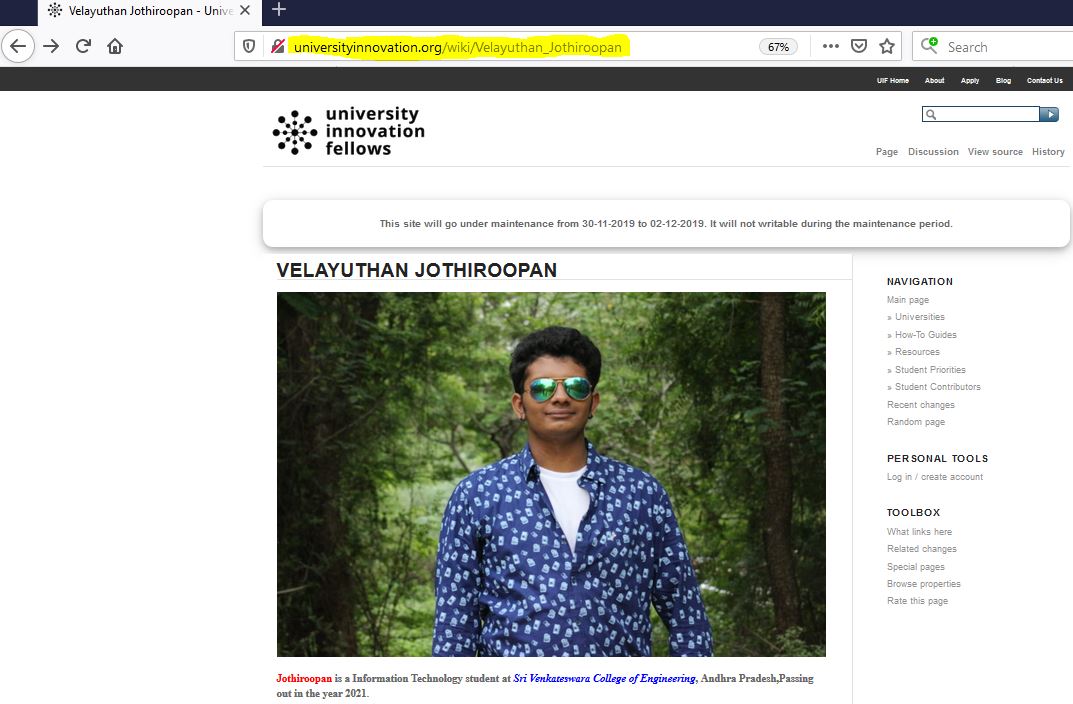 Velayuthan Jothiroopan - Unive
universityinnovation.org/wiki/Velayuthan_Jothiroopan
67%
Search
UIF Home About Apply Blog Contact Us
university
innovation
fellows
Page Discussion View source History
This site will go under maintenance from 30-11-2019 to 02-12-2019. It will not writable during the maintenance period.
VELAYUTHAN JOTHIROOPAN
Jothiroopan is a Information Technology student at Sri Venkateswara College of Engineering, Andhra Pradesh,Passing
out in the year 2021.
NAVIGATION
Main page
» Universities
» How-To Guides
» Resources
» Student Priorities
» Student Contributors
Recent changes
Random page
PERSONAL TOOLS
Log in / create account
TOOLBOX
What links here
Related changes
Special pages
Browse properties
Rate this page